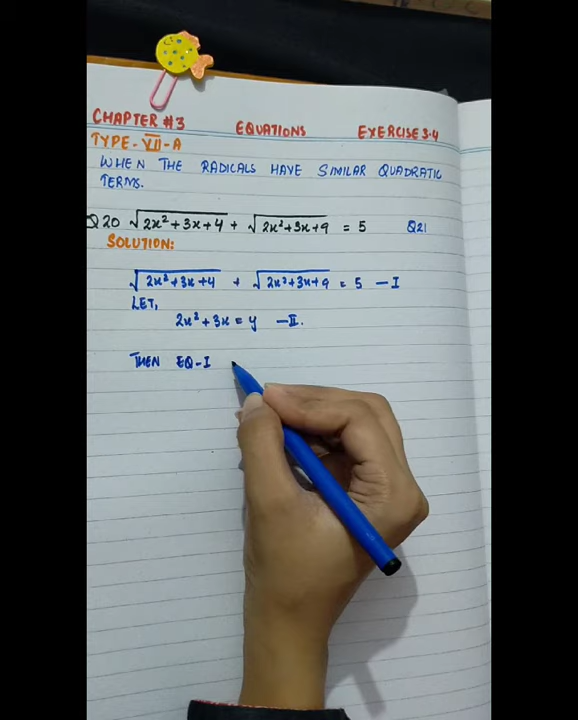 CHAPTER #3 EQUATIONS EXERCISE 3.4
TYPE-VII-A
WHEN THE RADICALS HAVE SIMILAR QUADRATIC
TERMS.
Q20 √2x²+3x+4 + √2x²+3x+9 = 5 Q21
SOLUTION:
√2x²+3x+4 + √2x²+3x+9 = 5 —I
LET,
2x²+3x = y —II.
THEN EQ-I